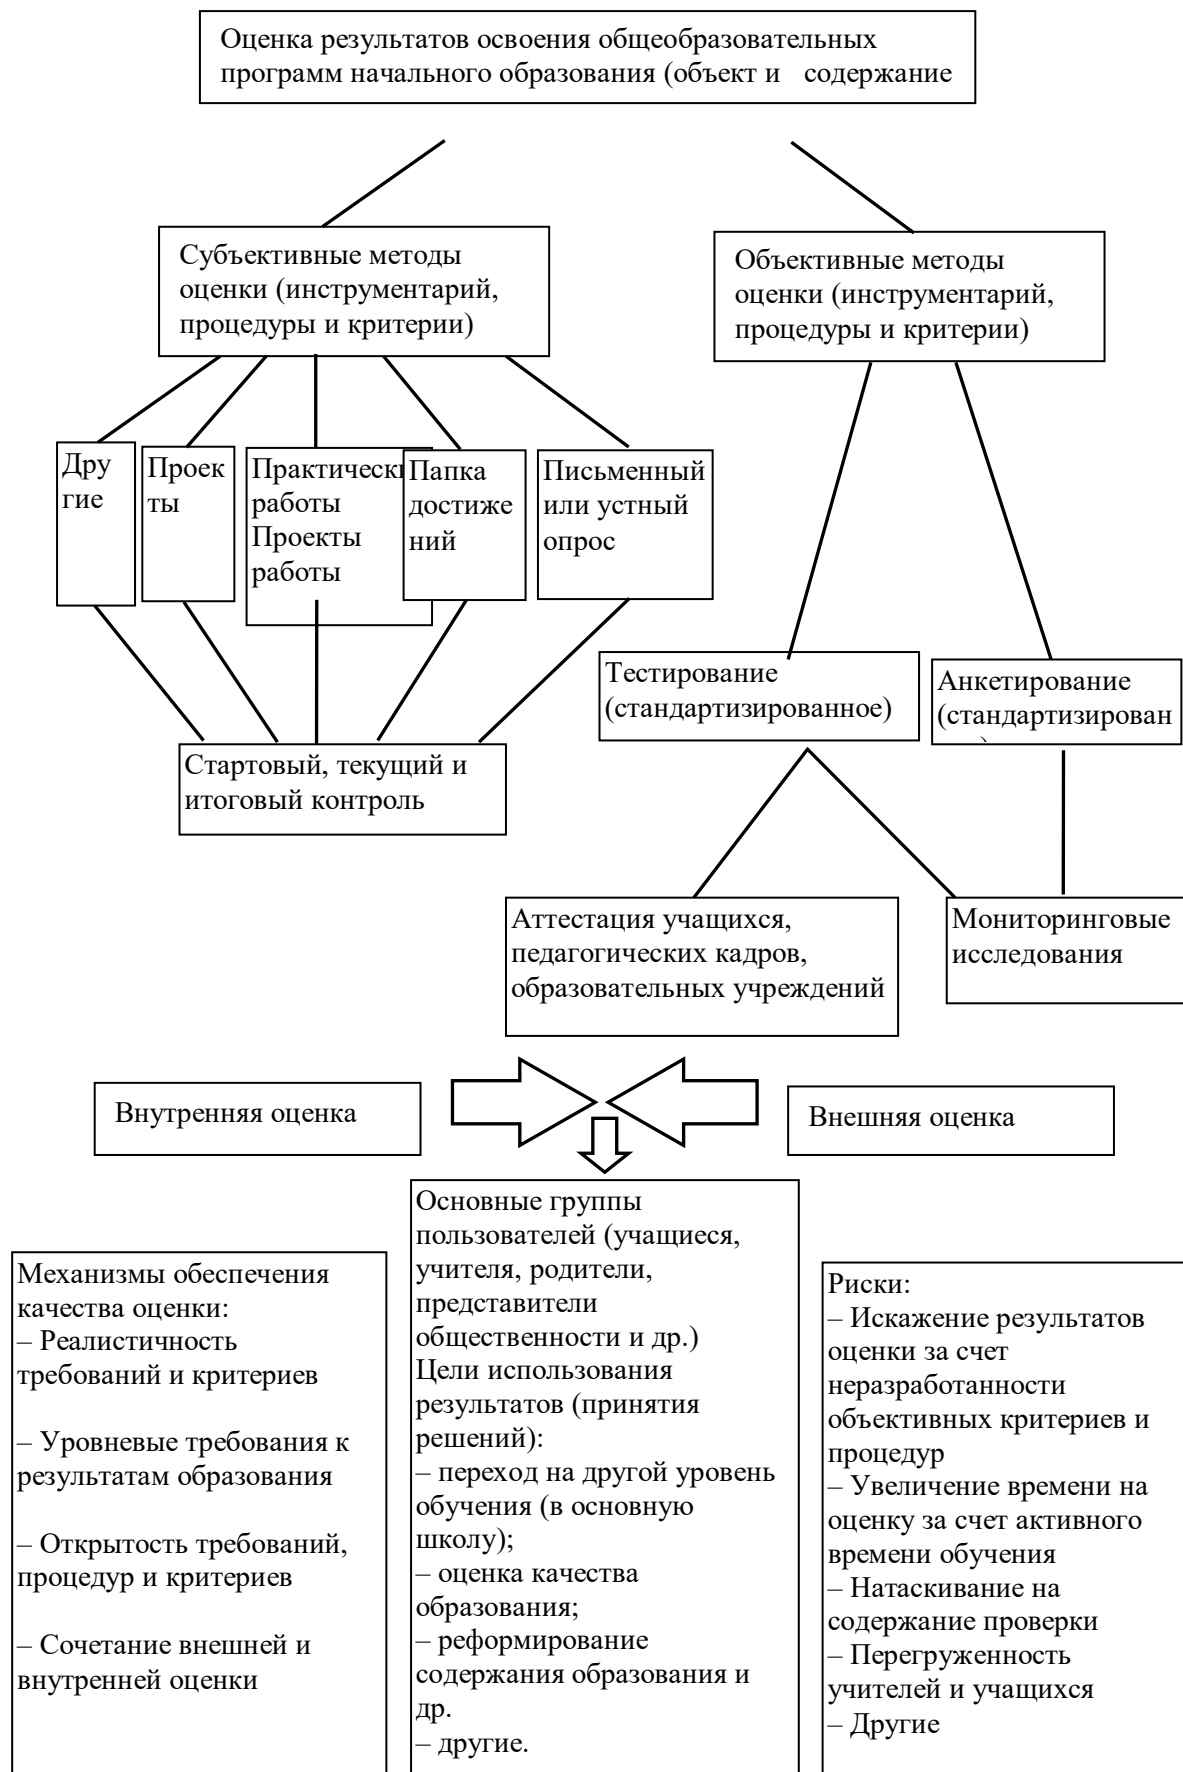 Оценка результатов освоения общеобразовательных
программ начального образования (объект и содержание
Субъективные методы
оценки (инструментарий,
процедуры и критерии)
Объективные методы
оценки (инструментарий,
процедуры и критерии)
Дру
гие
Проек
ты
Практическ
работы
Проекты
работы
Папка
достиже
ний
Письменный
или устный
опрос
Тестирование
(стандартизированное)
Анкетирование
(стандартизирован
Стартовый, текущий и
итоговый контроль
Аттестация учащихся,
педагогических кадров,
образовательных учреждений
Мониторинговые
исследования
Внутренняя оценка
Внешняя оценка
Механизмы обеспечения
качества оценки:
– Реалистичность
требований и критериев
– Уровневые требования к
результатам образования
– Открытость требований,
процедур и критериев
– Сочетание внешней и
внутренней оценки
Основные группы
пользователей (учащиеся,
учителя, родители,
представители
общественности и др.)
Цели использования
результатов (принятия
решений):
– переход на другой уровень
обучения (в основную
школу);
– оценка качества
образования;
– реформирование
содержания образования и
др.
– другие.
Риски:
– Искажение результатов
оценки за счет
неразработанности
объективных критериев и
процедур
– Увеличение времени на
оценку за счет активного
времени обучения
– Натаскивание на
содержание проверки
– Перегруженность
учителей и учащихся
– Другие